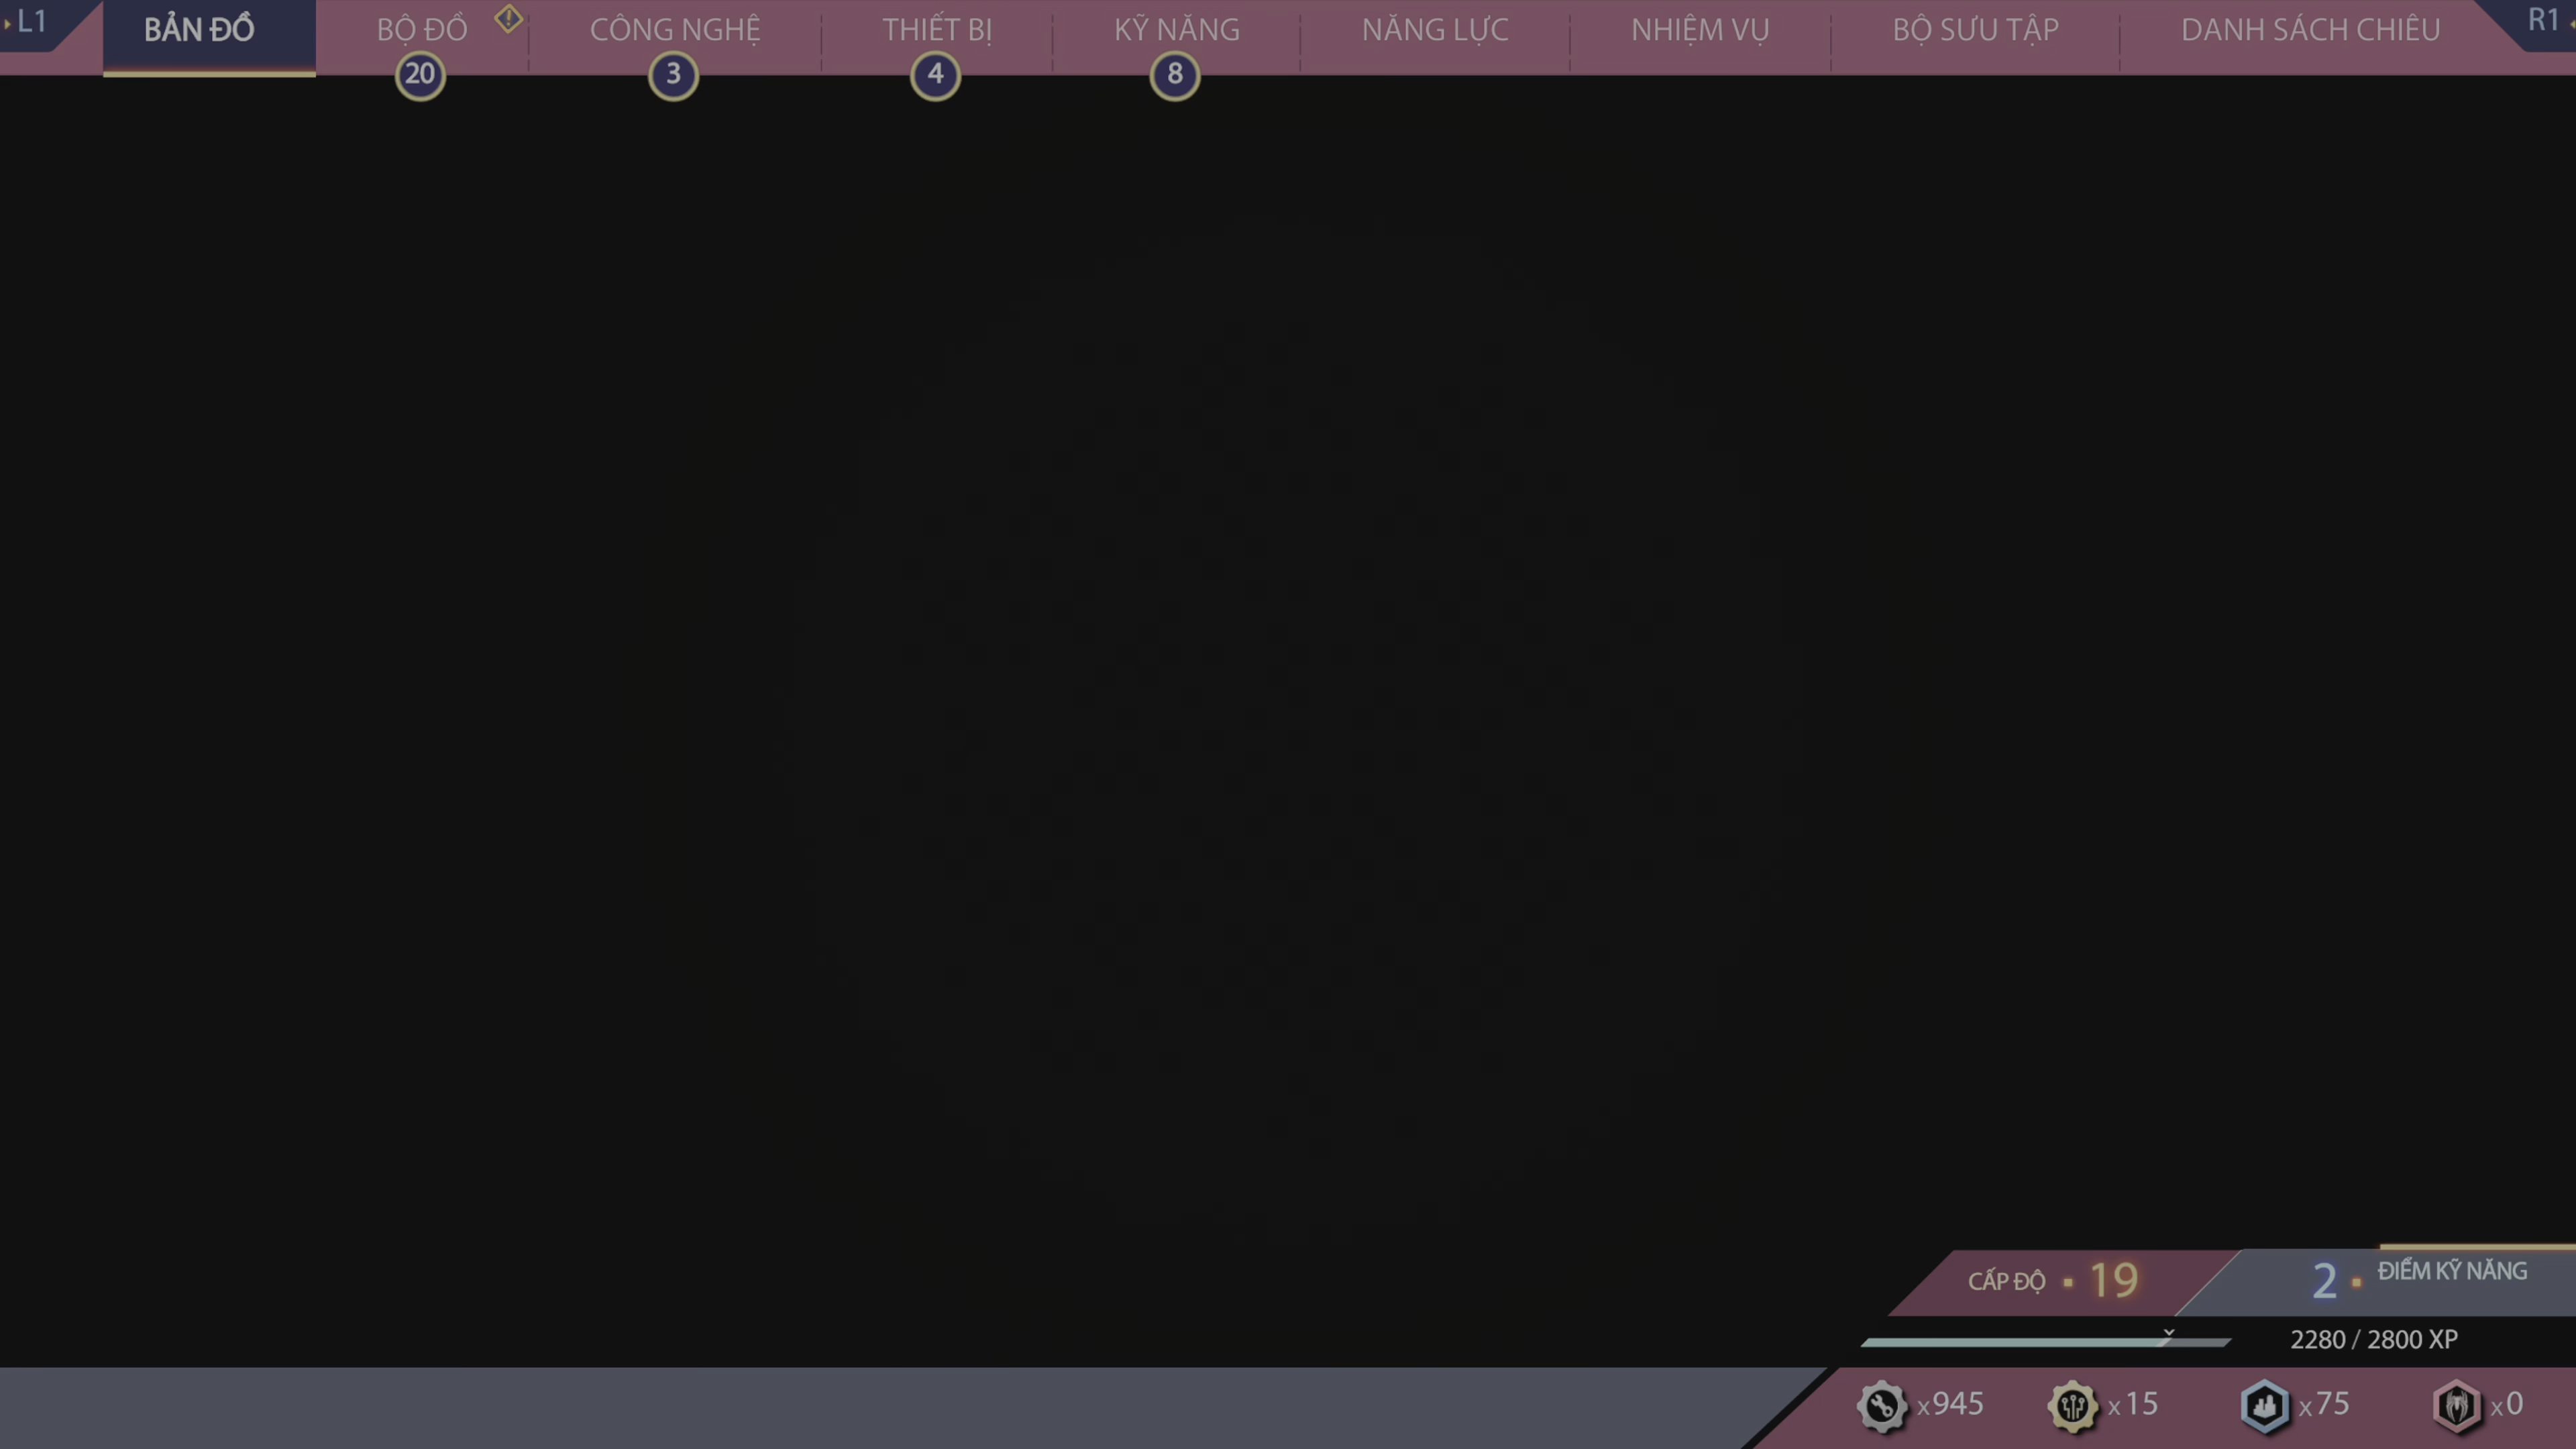 L1
BẢN ĐỒ
BỘ ĐỒ
CÔNG NGHỆ
THIẾT BỊ
KỸ NĂNG
NĂNG LỰC
NHIỆM VỤ
BỘ SƯU TẬP
DANH SÁCH CHIÊU
R1
20
3
4
8
CẤP ĐỘ 19
2 ĐIỂM KỸ NĂNG
2280 / 2800 XP
x945
x15
x75
x0